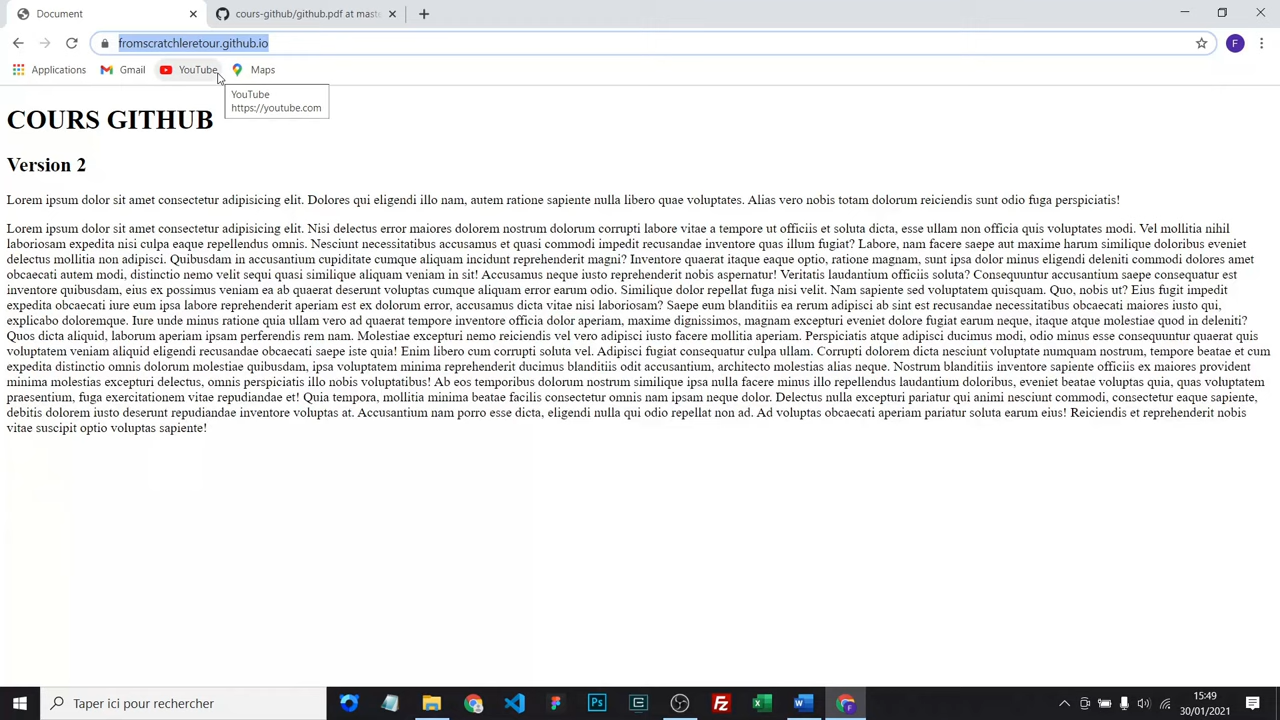 Document
cours-github/github.pdf at maste
fromscratchleretour.github.io
F
Applications
Gmail
YouTube
Maps
YouTube
https://youtube.com
COURS GITHUB
Version 2
Lorem ipsum dolor sit amet consectetur adipisicing elit. Dolores qui eligendi illo nam, autem ratione sapiente nulla libero quae voluptates. Alias vero nobis totam dolorum reiciendis sunt odio fuga perspiciatis!
Lorem ipsum dolor sit amet consectetur adipisicing elit. Nisi delectus error maiores dolorem nostrum dolorum corrupti labore vitae a tempore ut officiis et soluta dicta, esse ullam non officia quis voluptates modi. Vel mollitia nihil
laboriosam expedita nisi culpa eaque repellendus omnis. Nesciunt necessitatibus accusamus et quasi commodi impedit recusandae inventore quas illum fugiat? Labore, nam facere saepe aut maxime harum similique doloribus eveniet
delectus mollitia non adipisci. Quibusdam in accusantium cupiditate cumque aliquam incidunt reprehenderit magni? Inventore quaerat itaque eaque optio, ratione magnam, sunt ipsa dolor minus eligendi deleniti commodi dolores amet
obcaecati autem modi, distinctio nemo velit sequi quasi similique aliquam veniam in sit! Accusamus neque iusto reprehenderit nobis aspernatur! Veritatis laudantium officiis soluta? Consequuntur accusantium saepe consequatur est
inventore quibusdam, eius ex possimus veniam ea ab quaerat deserunt voluptas cumque aliquam error earum odio. Similique dolor repellat fuga nisi velit. Nam sapiente sed voluptatem quisquam. Quo, nobis ut? Eius fugit impedit
expedita obcaecati iure eum ipsa labore reprehenderit aperiam est ex dolorum error, accusamus dicta vitae nisi laboriosam? Saepe eum blanditiis ea rerum adipisci ab sint est recusandae necessitatibus obcaecati maiores iusto qui,
explicabo doloremque. Iure unde minus ratione quia ullam vero ad quaerat tempore inventore officia dolor aperiam, maxime dignissimos, magnam excepturi eveniet dolore fugiat earum neque, itaque atque molestiae quod in deleniti?
Quos dicta aliquid, laborum aperiam ipsam perferendis rem nam. Molestiae excepturi nemo reiciendis vel vero adipisci iusto facere mollitia aperiam. Perspiciatis atque adipisci ducimus modi, odio minus esse consequuntur quaerat quis
voluptatem veniam aliquid eligendi recusandae obcaecati saepe iste quia! Enim libero cum corrupti soluta vel. Adipisci fugiat consequatur culpa ullam. Corrupti dolorem dicta nesciunt voluptate numquam nostrum, tempore beatae et cum
expedita distinctio omnis dolorum molestiae quibusdam, ipsa voluptatem minima reprehenderit ducimus blanditiis odit accusantium, architecto molestias alias neque. Nostrum blanditiis inventore sapiente officiis ex maiores provident
minima molestias excepturi delectus, omnis perspiciatis illo nobis voluptatibus! Ab eos temporibus dolorum nostrum similique ipsa nulla facere minus illo repellendus laudantium doloribus, eveniet beatae voluptas quia, quas voluptates
praesentium, fuga exercitationem vitae repudiandae et! Quia tempora, mollitia minima beatae facilis consectetur omnis nam ipsam neque dolor. Delectus nulla excepturi pariatur qui animi nesciunt commodi, consectetur eaque sapiente,
debitis dolorem iusto deserunt repudiandae inventore voluptas at. Accusantium nam porro esse dicta, eligendi nulla qui odio repellat non ad. Ad voluptas obcaecati aperiam pariatur soluta earum eius! Reiciendis et reprehenderit nobis
vitae suscipit optio voluptas sapiente!
Taper ici pour rechercher
15:49
30/01/2021